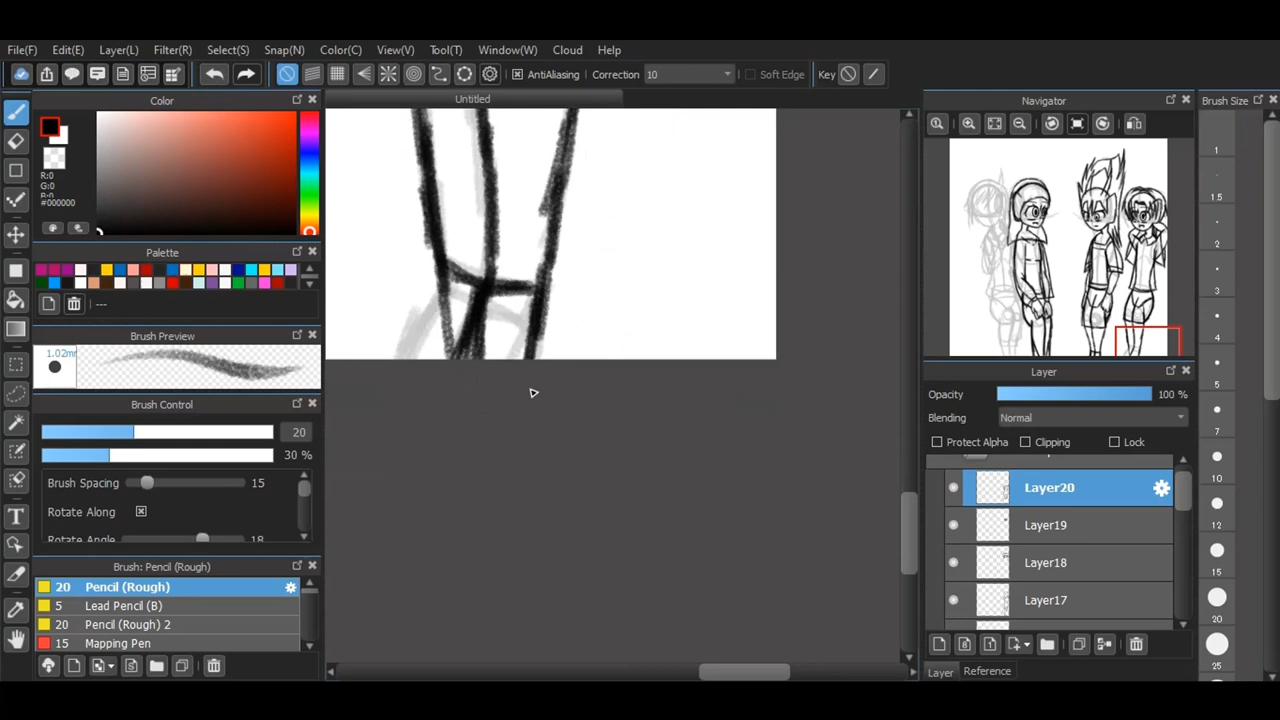 File(F) Edit(E) Layer(L) Filter(R) Select(S) Snap(N) Color(C) View(V) Tool(T) Window(W) Cloud Help
AntiAliasing Correction 10 Soft Edge Key
Color
Untitled
Navigator
Brush Size
R:0
G:0
B:0
#000000
Palette
---
Brush Preview
1.02mm
Brush Control
20
30 %
Brush Spacing 15
Rotate Along
Rotate Angle 18
Brush: Pencil (Rough)
20 Pencil (Rough)
5 Lead Pencil (B)
20 Pencil (Rough) 2
15 Mapping Pen
Layer
Opacity 100 %
Blending Normal
Protect Alpha Clipping Lock
Layer20
Layer19
Layer18
Layer17
Layer Reference
1
1.5
2
3
4
5
7
10
12
15
20
25